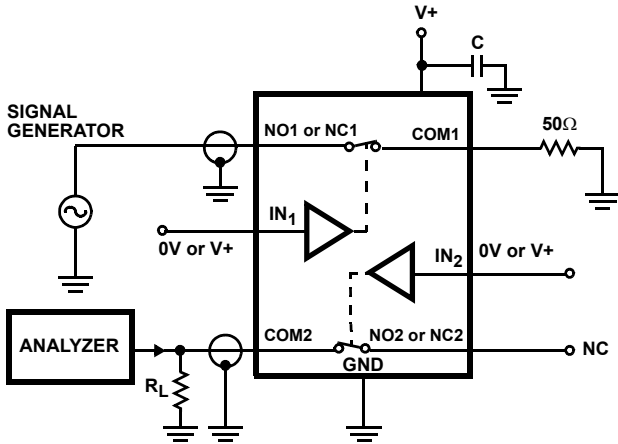 V+
C
SIGNAL
GENERATOR
NO1 or NC1
COM1
50Ω
IN1
0V or V+
IN2
0V or V+
ANALYZER
COM2
NO2 or NC2
NC
GND
RL